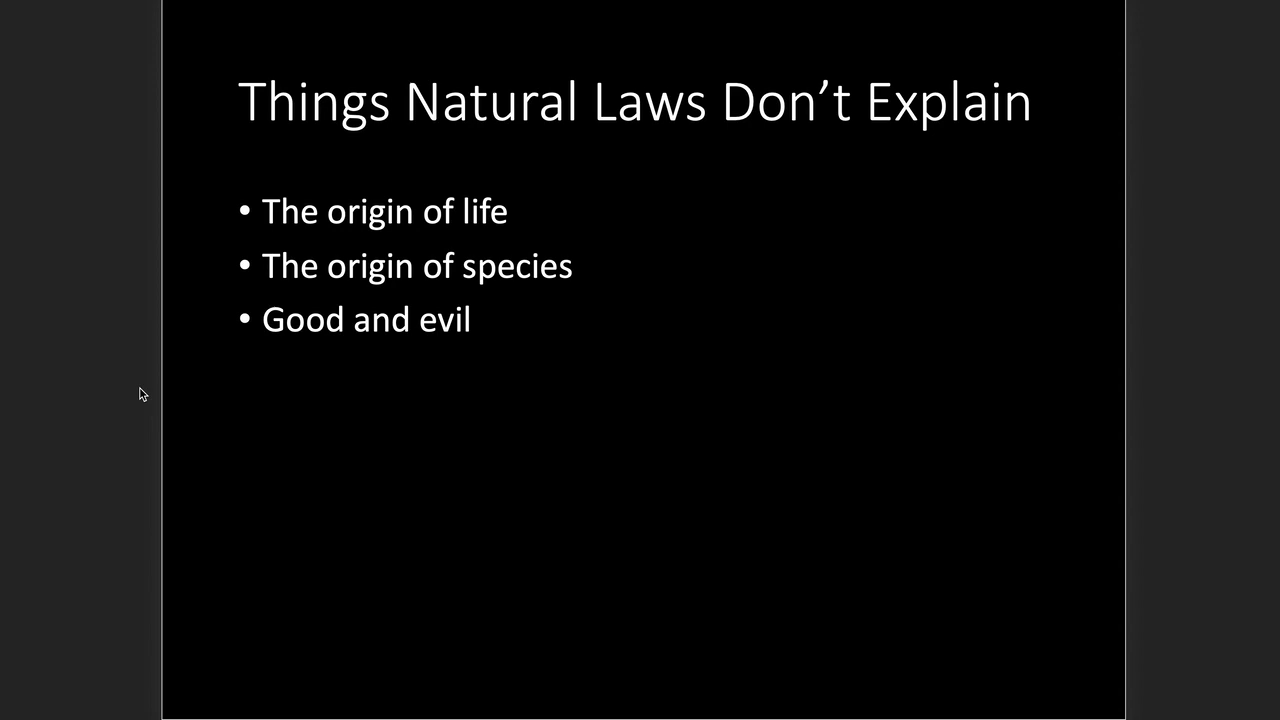 Things Natural Laws Don’t Explain
• The origin of life
• The origin of species
• Good and evil